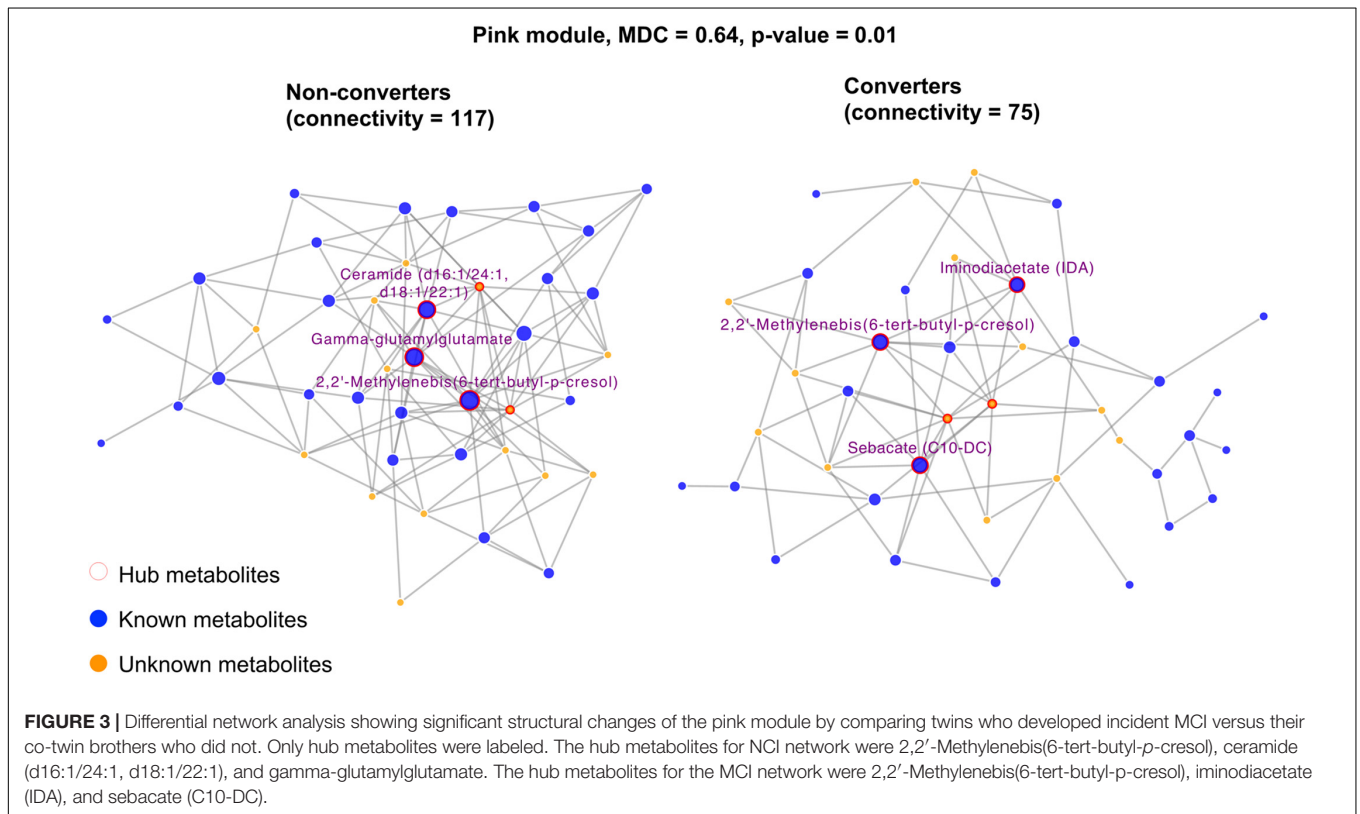 Pink module, MDC = 0.64, p-value = 0.01
Non-converters
(connectivity = 117)
Converters
(connectivity = 75)
Ceramide (d16:1/24:1,
d18:1/22:1)
Gamma-glutamylglutamate
2,2'-Methylenebis(6-tert-butyl-p-cresol)
Iminodiacetate (IDA)
2,2'-Methylenebis(6-tert-butyl-p-cresol)
Sebacate (C10-DC)
Hub metabolites
Known metabolites
Unknown metabolites
FIGURE 3 | Differential network analysis showing significant structural changes of the pink module by comparing twins who developed incident MCI versus their
co-twin brothers who did not. Only hub metabolites were labeled. The hub metabolites for NCI network were 2,2′-Methylenebis(6-tert-butyl-p-cresol), ceramide
(d16:1/24:1, d18:1/22:1), and gamma-glutamylglutamate. The hub metabolites for the MCI network were 2,2′-Methylenebis(6-tert-butyl-p-cresol), iminodiacetate
(IDA), and sebacate (C10-DC).